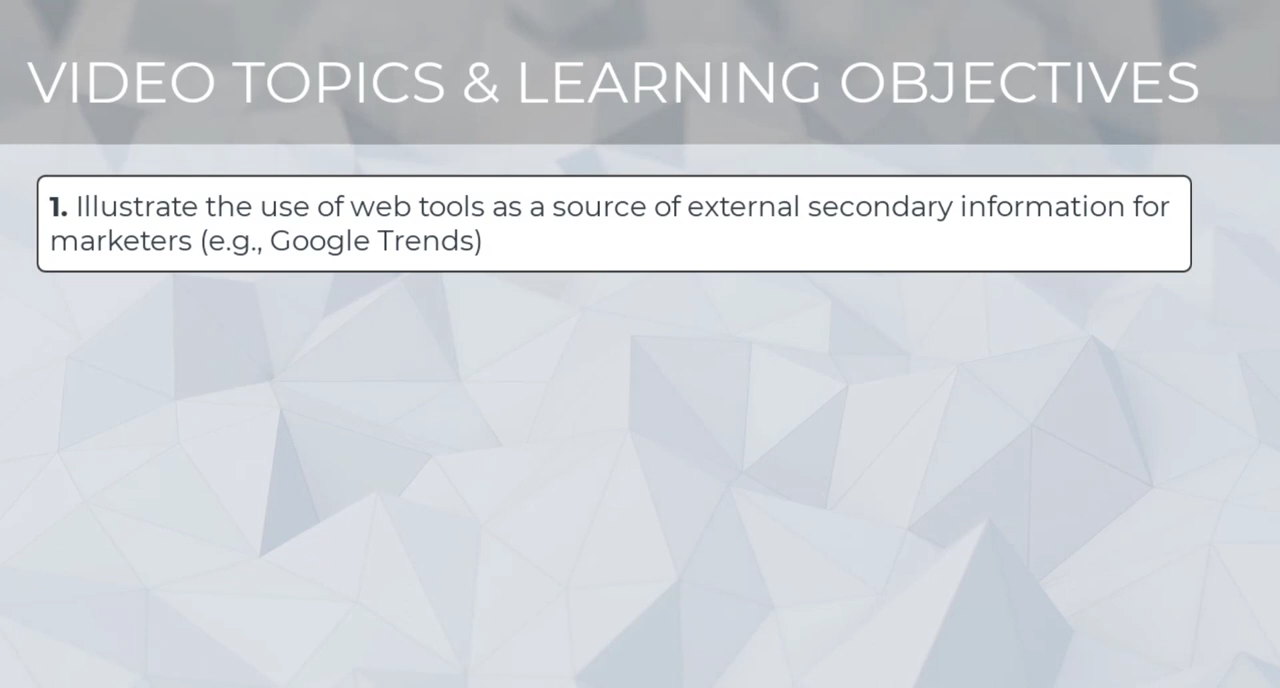 VIDEO TOPICS & LEARNING OBJECTIVES
1. Illustrate the use of web tools as a source of external secondary information for
marketers (e.g., Google Trends)